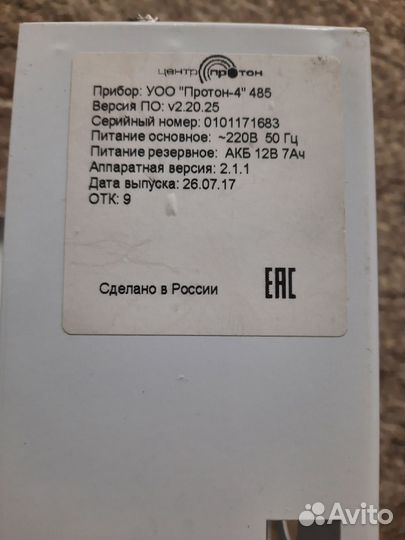 центр протон
Прибор: УОО "Протон-4" 485
Версия ПО: v2.20.25
Серийный номер: 0101171683
Питание основное: ~220В 50 Гц
Питание резервное: АКБ 12В 7Ач
Аппаратная версия: 2.1.1
Дата выпуска: 26.07.17
ОТК: 9
Сделано в России
EAC
Avito